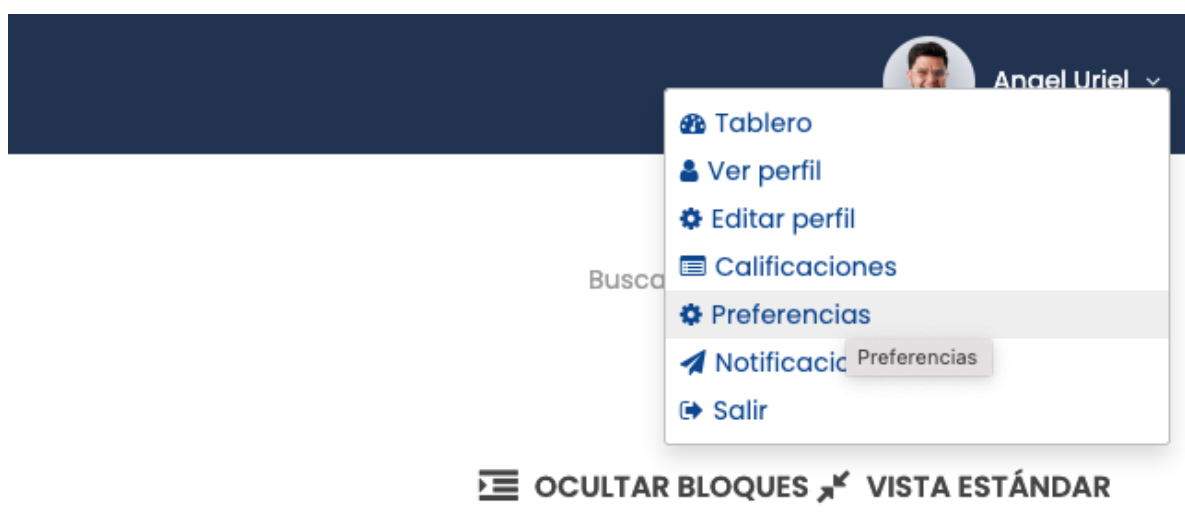 Angel Uriel
Tablero
Ver perfil
Editar perfil
Busca
Calificaciones
Preferencias
Notificacio
Preferencias
Salir
OCULTAR BLOQUES VISTA ESTÁNDAR